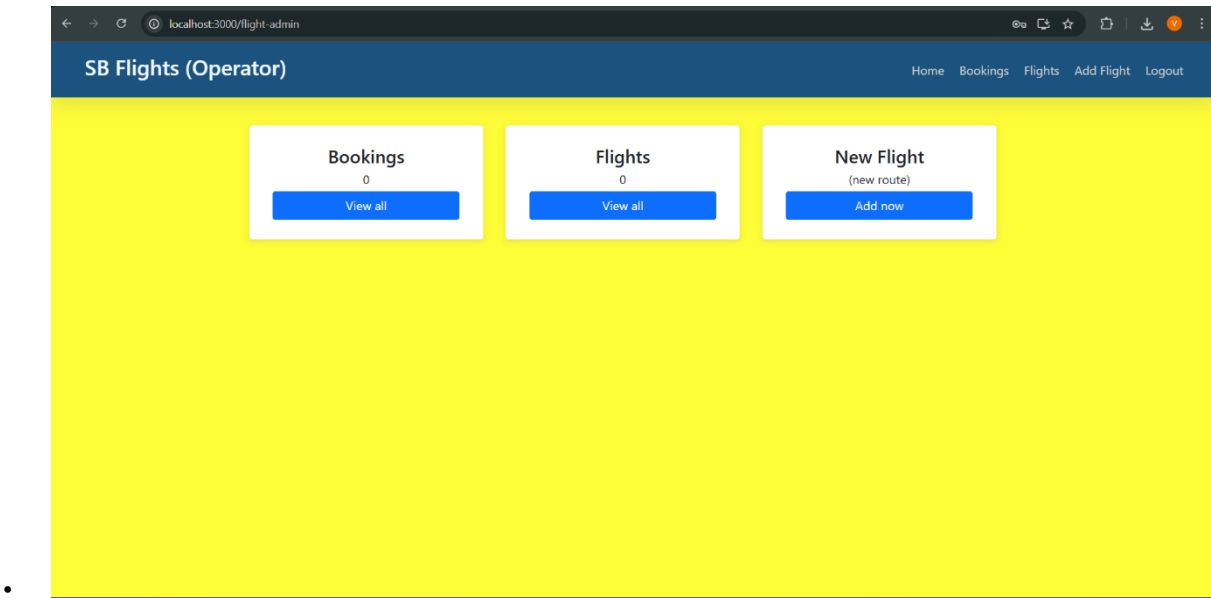 localhost:3000/flight-admin
V
SB Flights (Operator)
Home Bookings Flights Add Flight Logout
Bookings
0
View all
Flights
0
View all
New Flight
(new route)
Add now